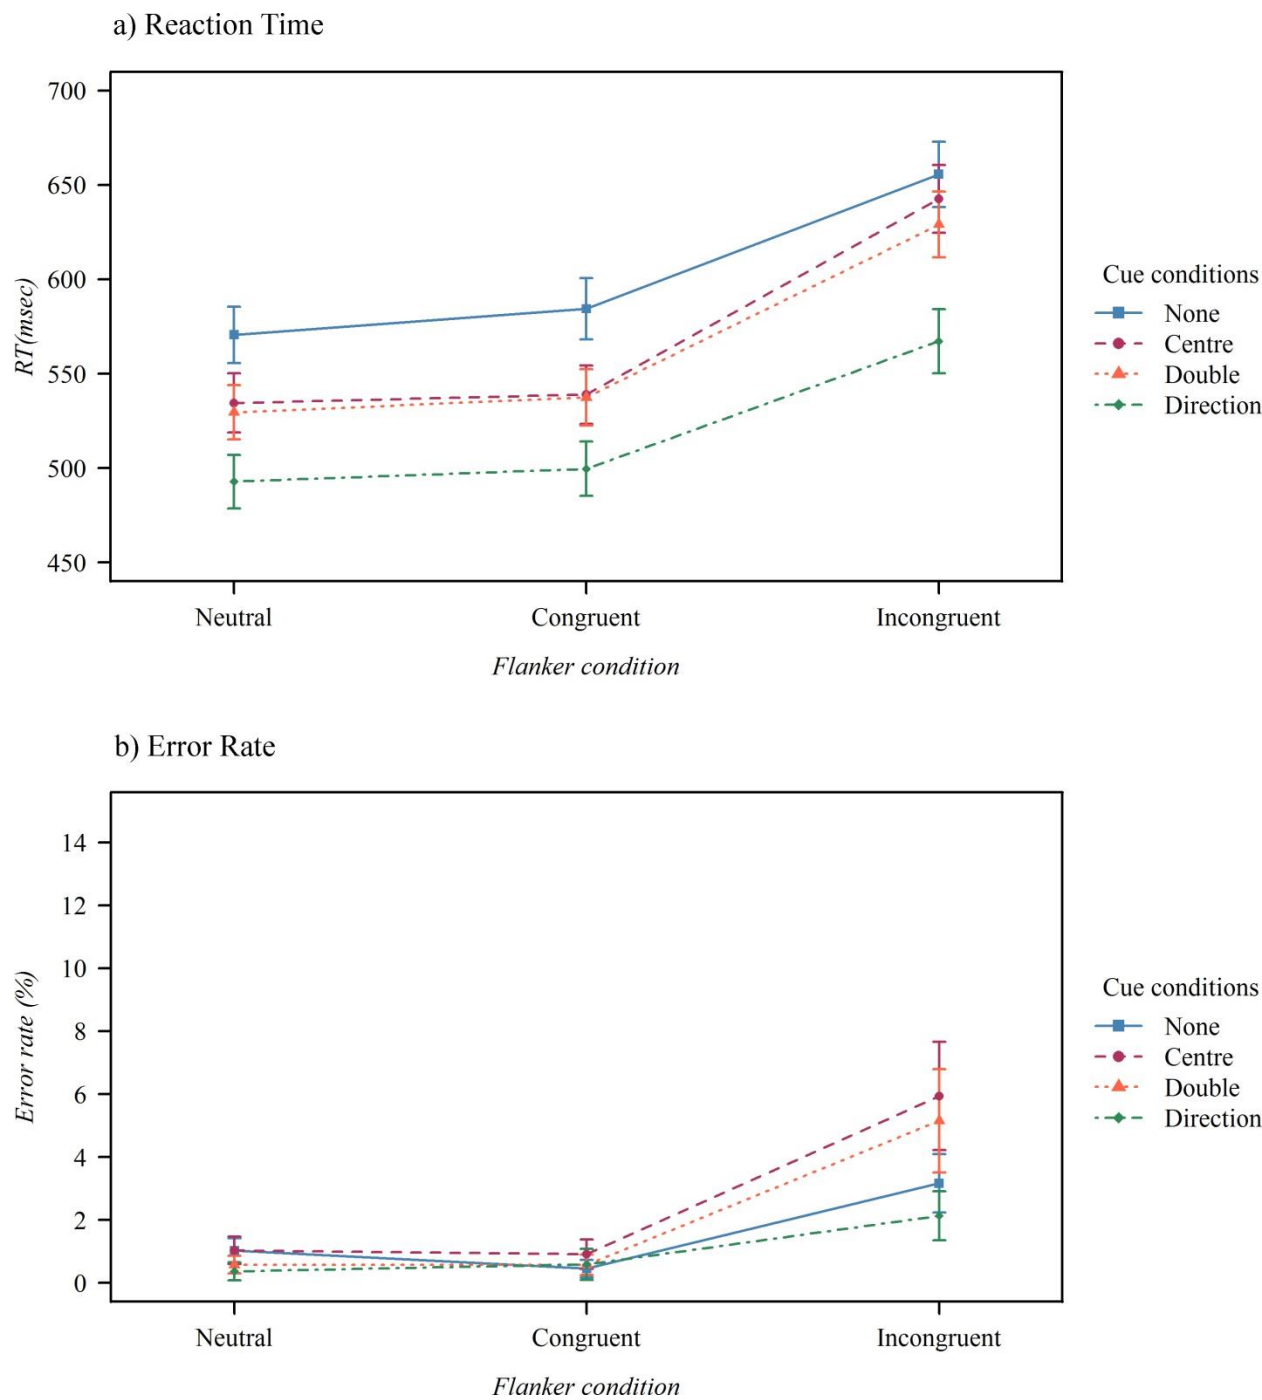 a) Reaction Time
700
650
600
550
500
450
RT(msec)
Neutral Congruent Incongruent
Flanker condition
Cue conditions
None
Centre
Double
Direction
b) Error Rate
14
12
10
8
6
4
2
0
Error rate (%)
Neutral Congruent Incongruent
Flanker condition
Cue conditions
None
Centre
Double
Direction